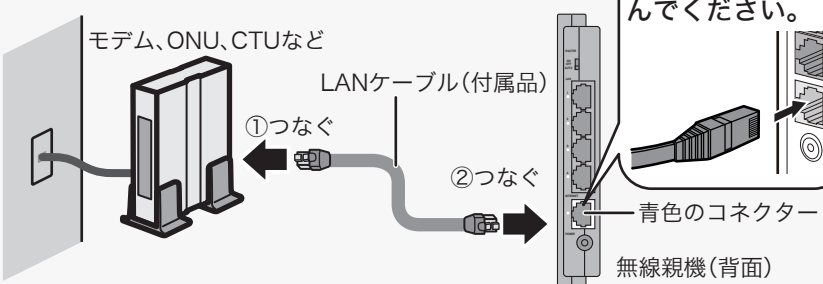 んでください。
モデム、ONU、CTUなど
LANケーブル（付属品）
①つなぐ
②つなぐ
青色のコネクター
無線親機（背面）